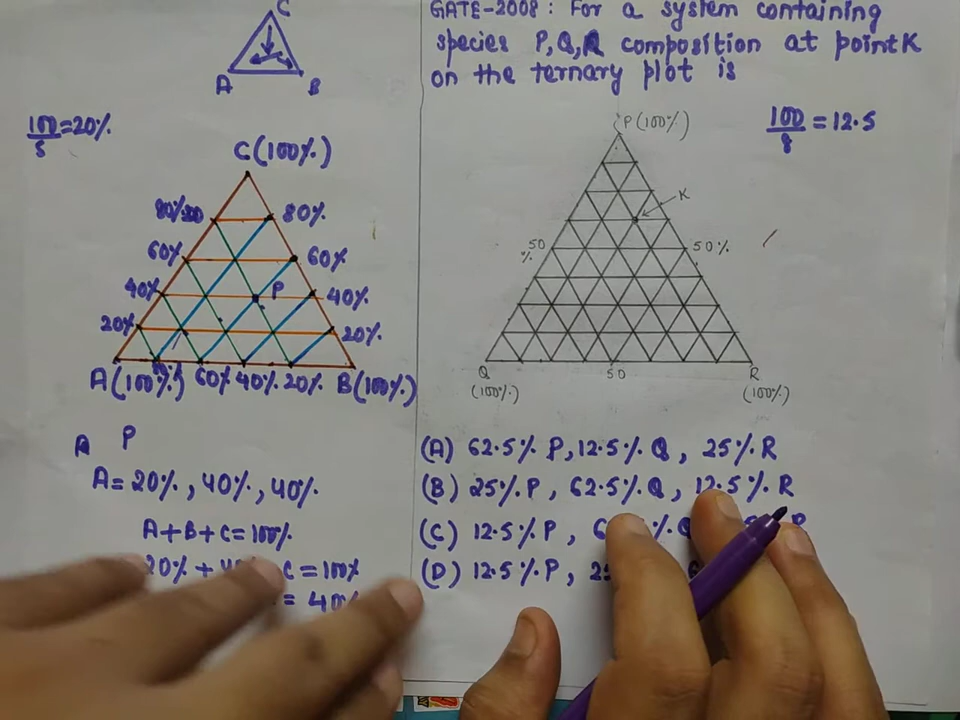 C
A
B
100/5=20%
C(100%)
80%
80%
60%
60%
40%
P
40%
20%
20%
A(100%)
60%
40%
20%
B(100%)
A P
A=20%, 40%, 40%
A+B+C=100%
C=100%
GATE-2008: For a system containing
species P,Q,R composition at point K
on the ternary plot is
100/8=12.5
P(100%)
K
50
%
50%
Q
50
R
(100%)
(100%)
(A) 62.5% P, 12.5% Q, 25% R
(B) 25% P, 62.5% Q, 12.5% R
(C) 12.5% P,
(D) 12.5% P,